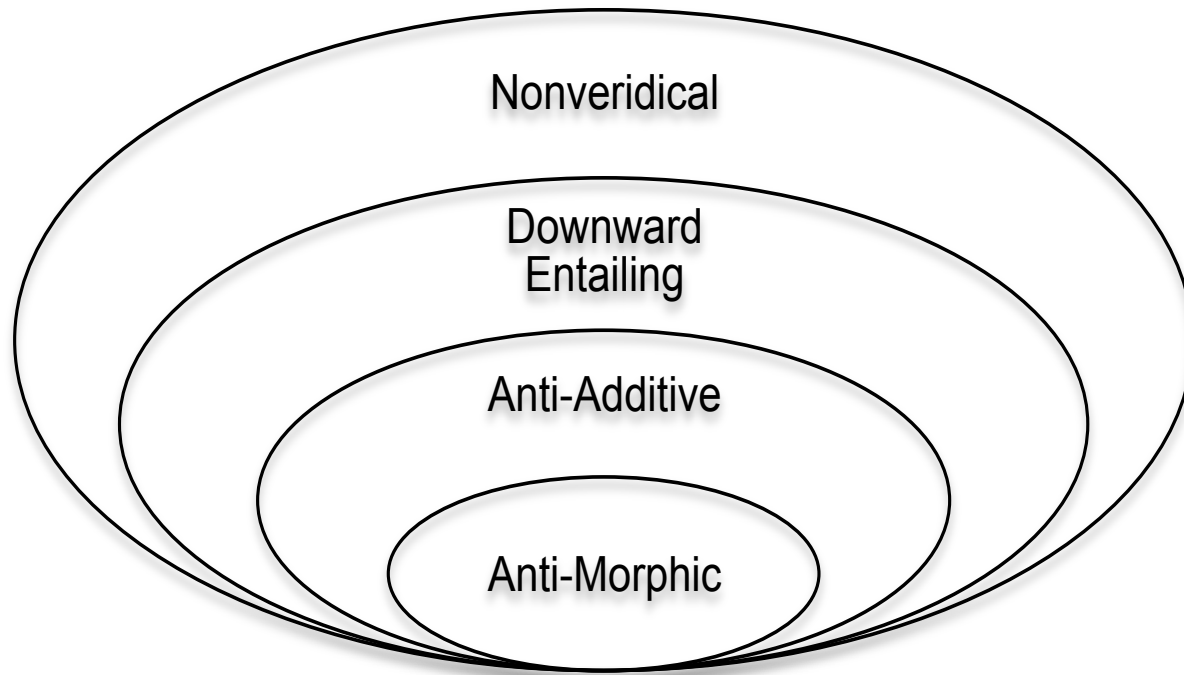 Nonveridical
Downward
Entailing
Anti-Additive
Anti-Morphic